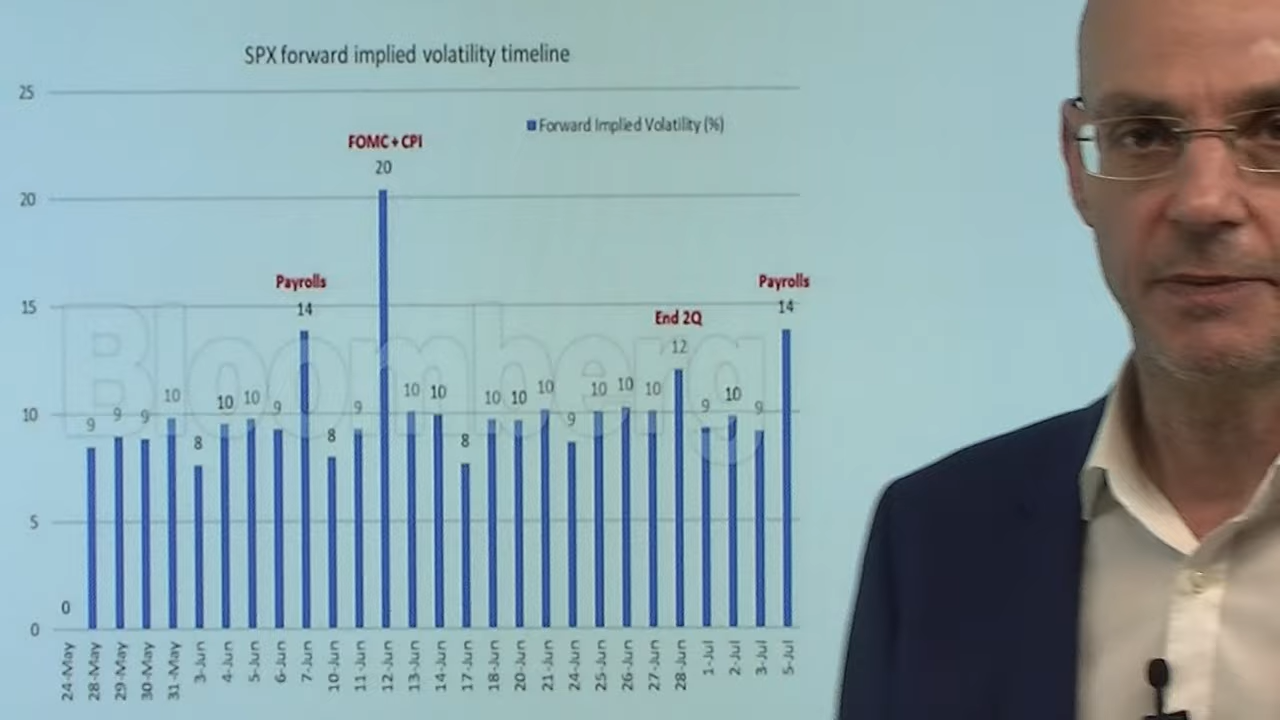 SPX forward implied volatility timeline
25
Forward Implied Volatility (%)
FOMC + CPI
20
20
Payrolls
Payrolls
15
14
14
End 2Q
12
Bloomberg
10
9
9
9
10
8
10
10
9
8
9
10
10
8
10
10
10
9
10
10
10
9
10
9
5
0
0
24-May
28-May
29-May
30-May
31-May
3-Jun
4-Jun
5-Jun
6-Jun
7-Jun
10-Jun
11-Jun
12-Jun
13-Jun
14-Jun
17-Jun
18-Jun
20-Jun
21-Jun
24-Jun
25-Jun
26-Jun
27-Jun
28-Jun
1-Jul
2-Jul
3-Jul
5-Jul